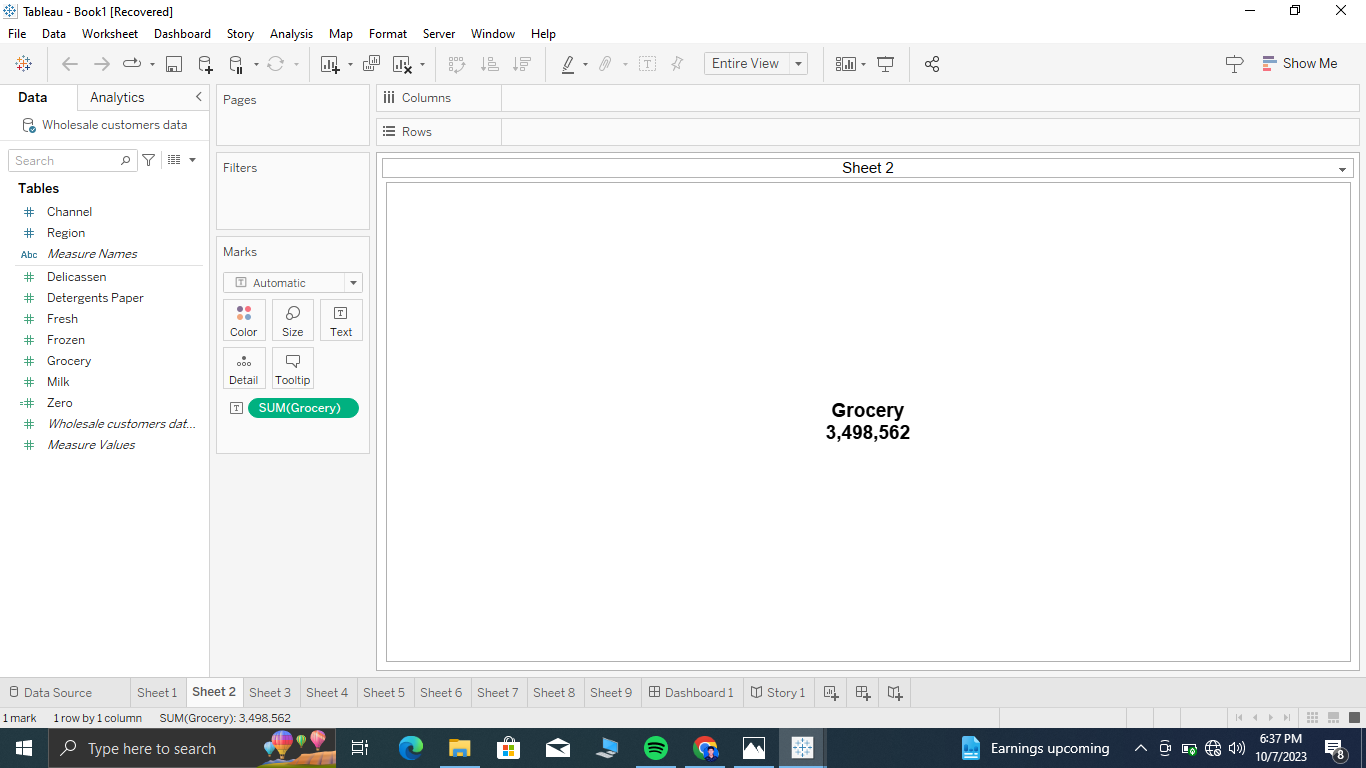 Tableau - Book1 [Recovered]
File Data Worksheet Dashboard Story Analysis Map Format Server Window Help
Entire View
Show Me
Data Analytics
Wholesale customers data
Search
Tables
Channel
Region
Abc Measure Names
Delicassen
Detergents Paper
Fresh
Frozen
Grocery
Milk
Zero
Wholesale customers dat...
Measure Values
Pages
Filters
Marks
T Automatic
Color Size Text
Detail Tooltip
T SUM(Grocery)
Columns
Rows
Sheet 2
Grocery
3,498,562
Data Source Sheet 1 Sheet 2 Sheet 3 Sheet 4 Sheet 5 Sheet 6 Sheet 7 Sheet 8 Sheet 9 Dashboard 1 Story 1
1 mark 1 row by 1 column SUM(Grocery): 3,498,562
Type here to search
Earnings upcoming
6:37 PM
10/7/2023
8